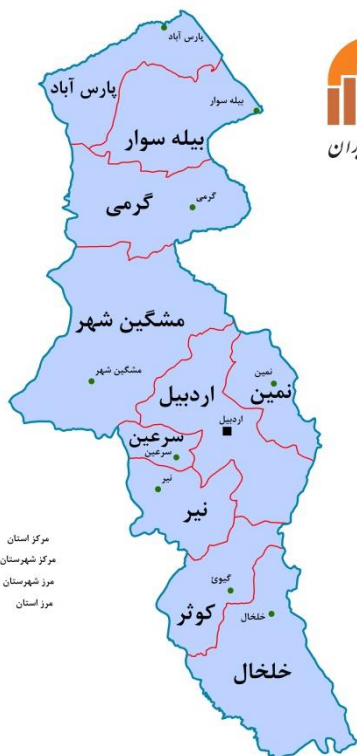 پارس آباد
پارس آباد
بیله سوار
بیله سوار
گرمی
گرمی
مشگین شهر
مشگین شهر
نمین
نمین
اردبیل
اردبیل
سرعین
سرعین
نیر
نیر
گیوی
کوثر
خلخال
خلخال
مرکز استان
مرکز شهرستان
مرز شهرستان
مرز استان